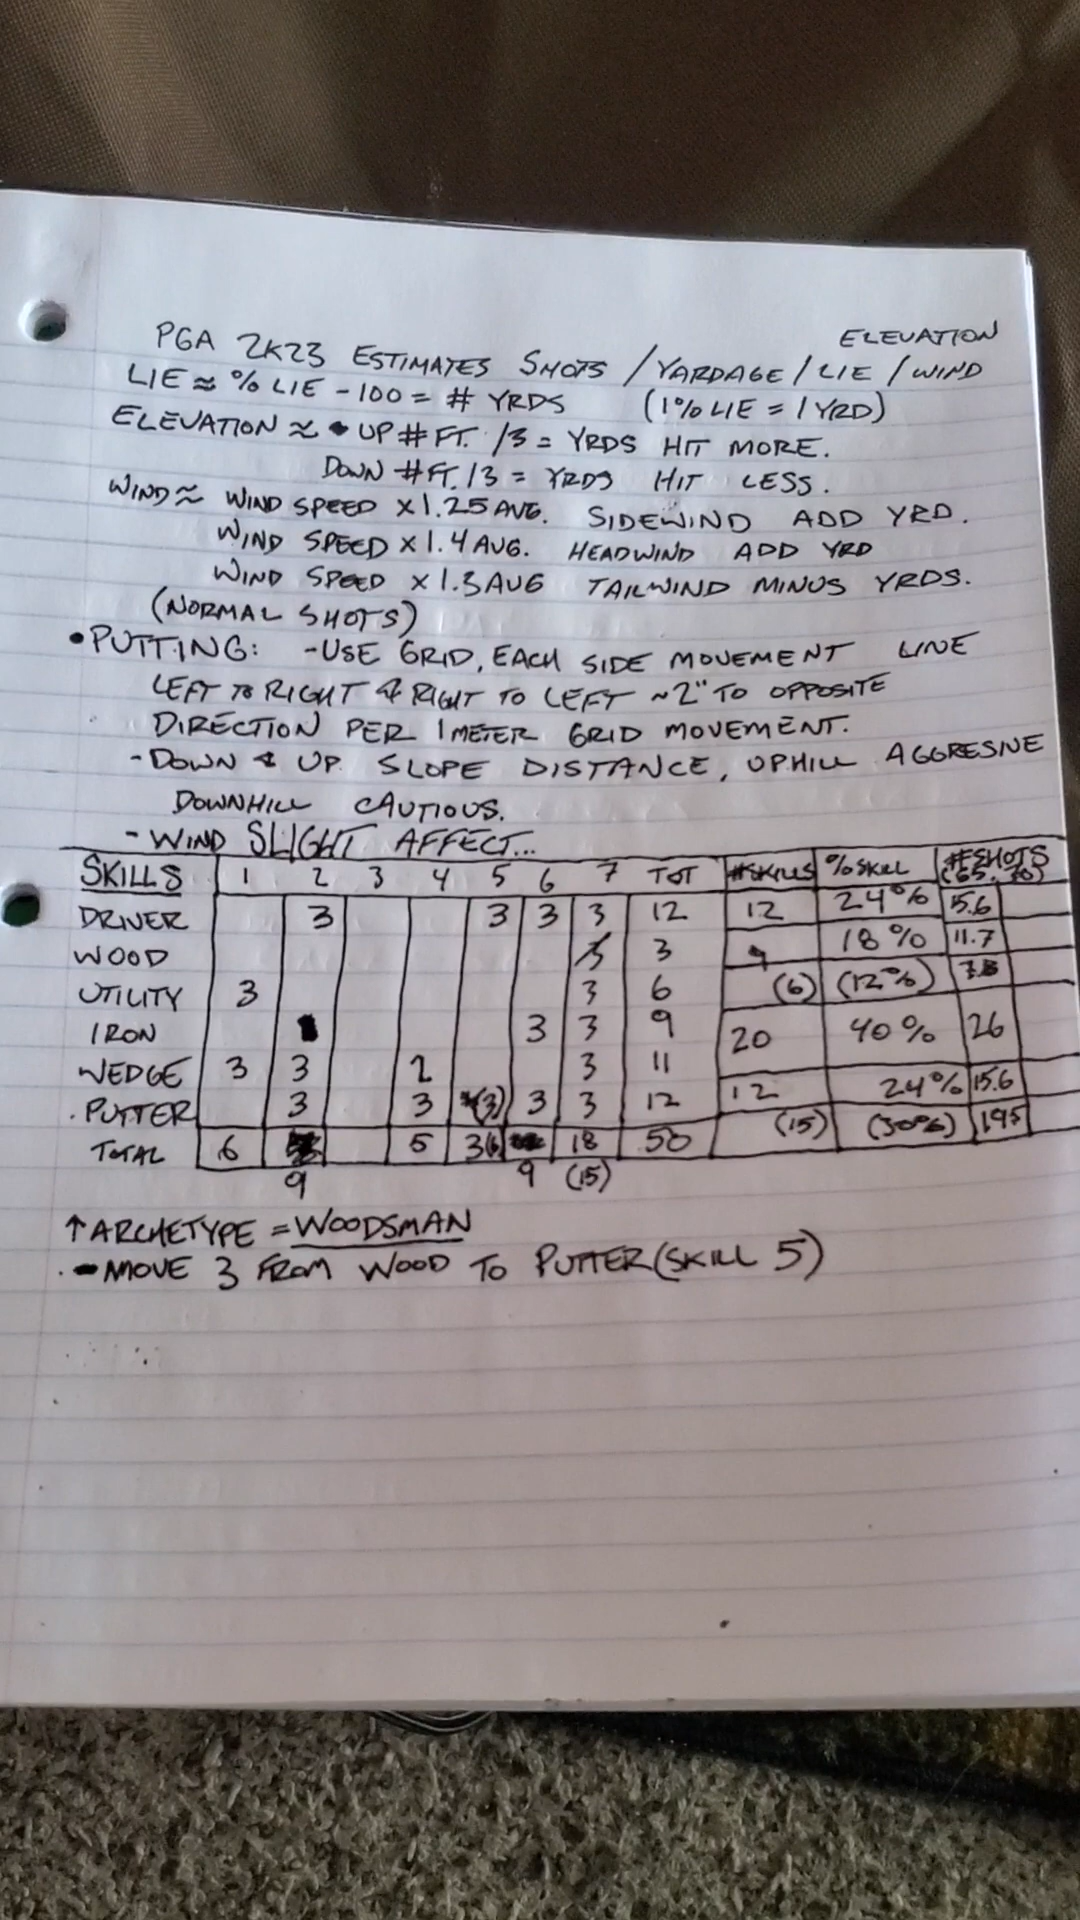 PGA 2K23 ESTIMATES SHOTS / YARDAGE / LIE / WIND
ELEVATION
LIE ≈ % LIE - 100 = # YRDS (1% LIE = 1 YRD)
ELEVATION ≈ UP # FT. /3 = YRDS HIT MORE.
DOWN # FT. /3 = YRDS HIT LESS.
WIND ≈ WIND SPEED X 1.25 AVG. SIDEWIND ADD YRD.
WIND SPEED X 1.4 AVG. HEADWIND ADD YRD
WIND SPEED X 1.3 AUG TAILWIND MINUS YRDS.
(NORMAL SHOTS)
• PUTTING: - USE GRID, EACH SIDE MOVEMENT LINE
LEFT TO RIGHT & RIGHT TO LEFT ~2" TO OPPOSITE
DIRECTION PER 1 METER GRID MOVEMENT.
- DOWN & UP SLOPE DISTANCE, UPHILL AGGRESIVE
DOWNHILL CAUTIOUS.
- WIND SLIGHT AFFECT...
SKILLS 1 2 3 4 5 6 7 TOT #SKILLS % SKILL #SHOTS
DRIVER 3 3 3 3 12 12 24% 15.6
WOOD 3 3 9 18% 11.7
UTILITY 3 3 6 (6) (12%)
IRON 3 3 9 20 40% 26
WEDGE 3 3 2 3 11 12 24% 15.6
PUTTER 3 3 (3) 3 3 12 (15) (30%) 195
TOTAL 6 5 18 50
9 9 (15)
↑ ARCHETYPE = WOODSMAN
- MOVE 3 FROM WOOD TO PUTTER (SKILL 5)